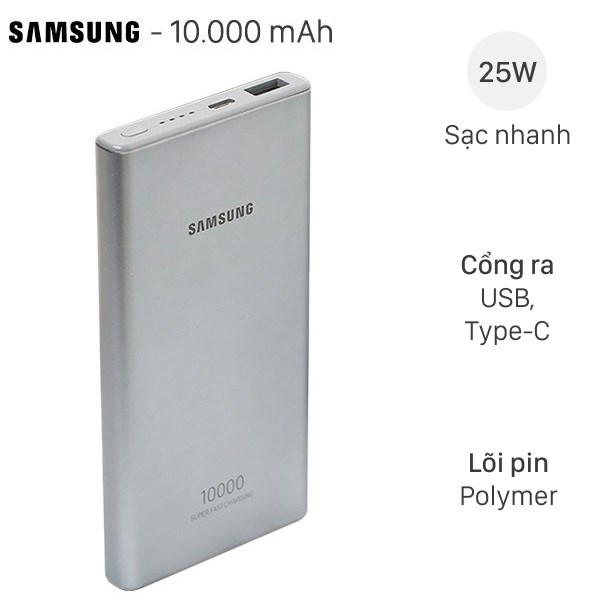 SAMSUNG - 10.000 mAh
25W
Sạc nhanh
Cổng ra
USB,
Type-C
Lõi pin
Polymer
SAMSUNG
10000
SUPER FAST CHARGING